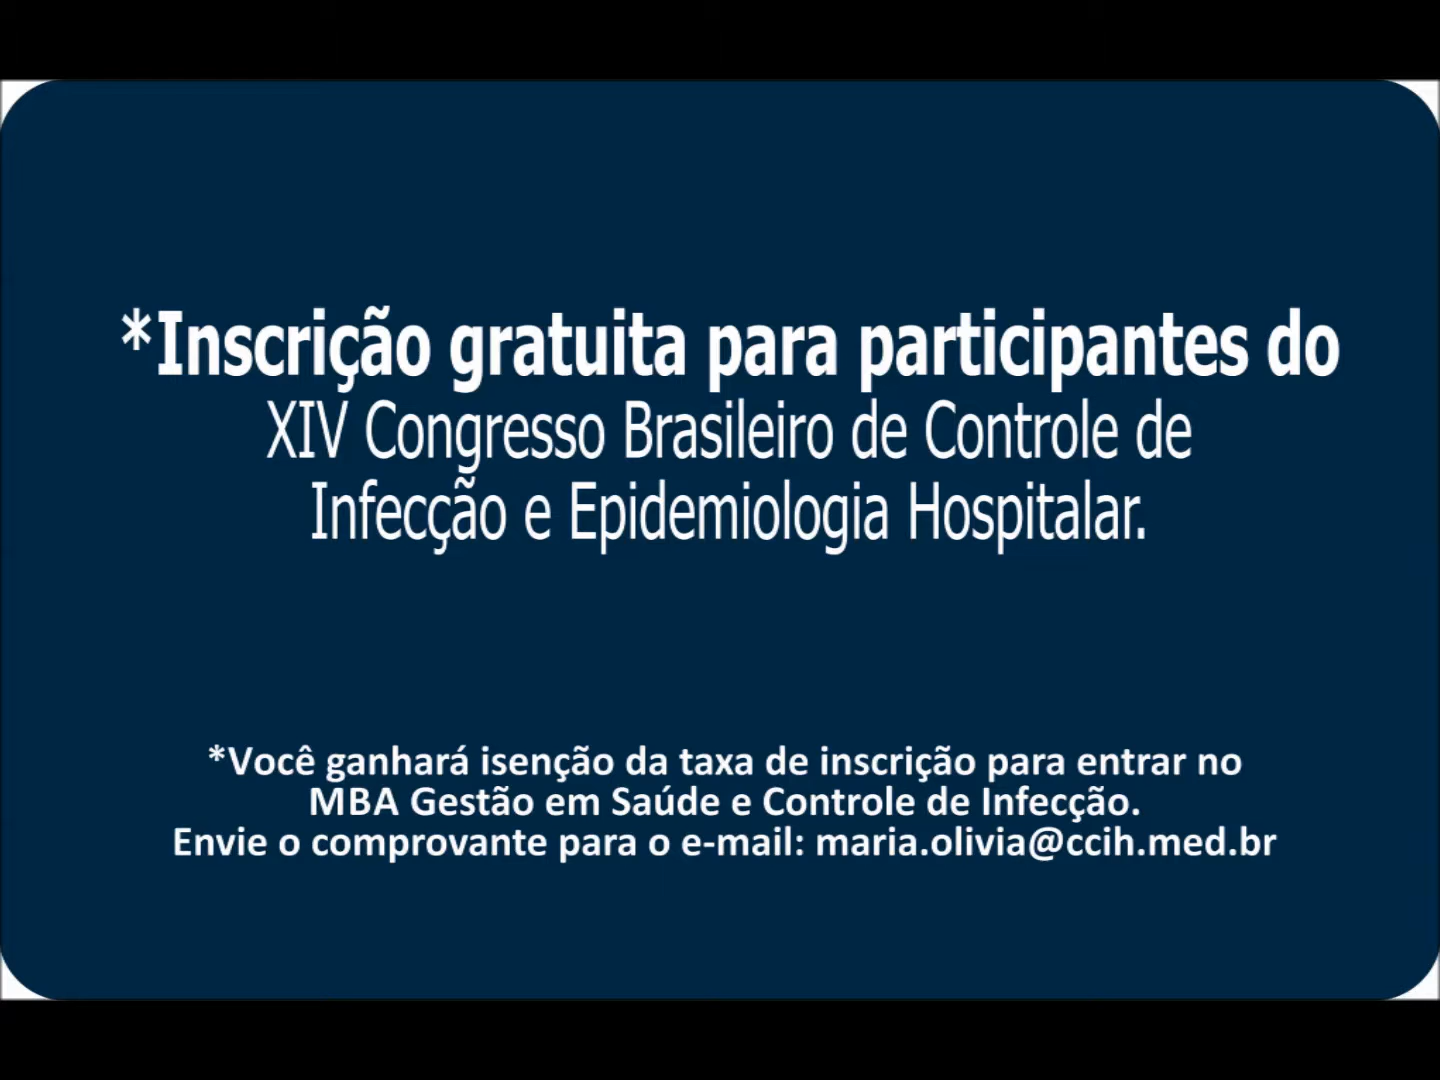 *Inscrição gratuita para participantes do
XIV Congresso Brasileiro de Controle de
Infecção e Epidemiologia Hospitalar.
*Você ganhará isenção da taxa de inscrição para entrar no
MBA Gestão em Saúde e Controle de Infecção.
Envie o comprovante para o e-mail: maria.olivia@ccih.med.br